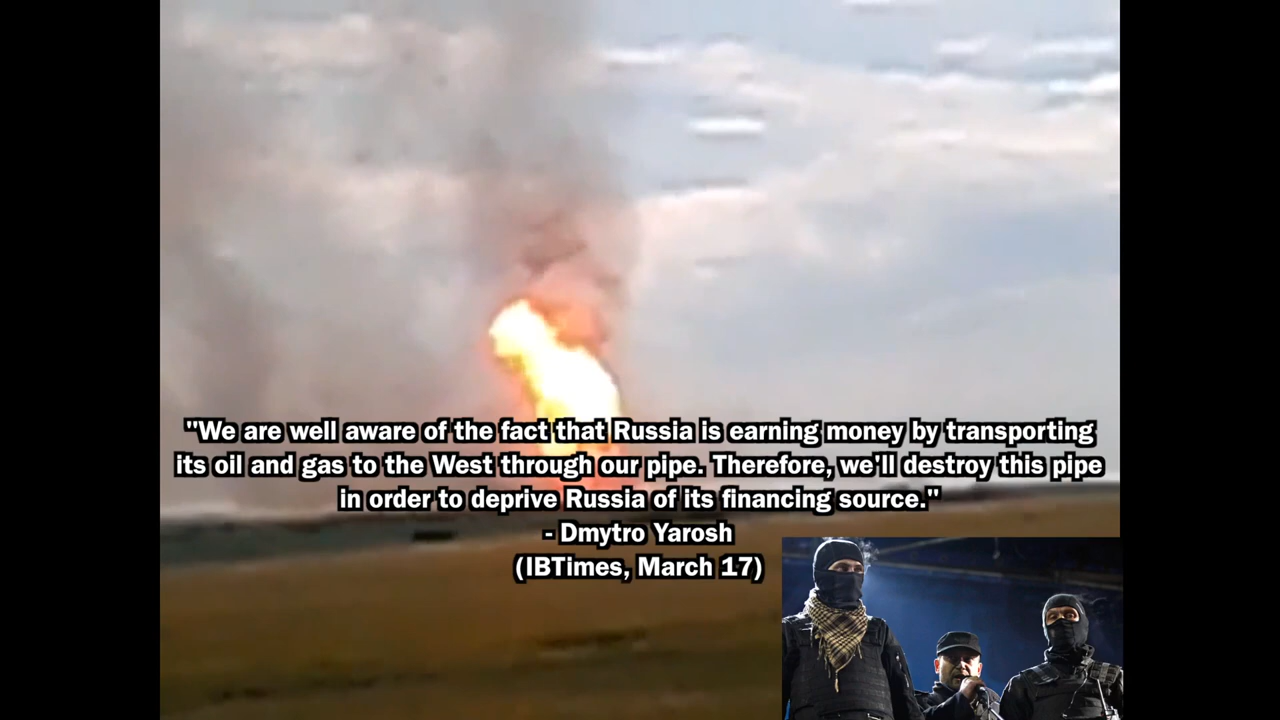 "We are well aware of the fact that Russia is earning money by transporting
its oil and gas to the West through our pipe. Therefore, we'll destroy this pipe
in order to deprive Russia of its financing source."
- Dmytro Yarosh
(IBTimes, March 17)